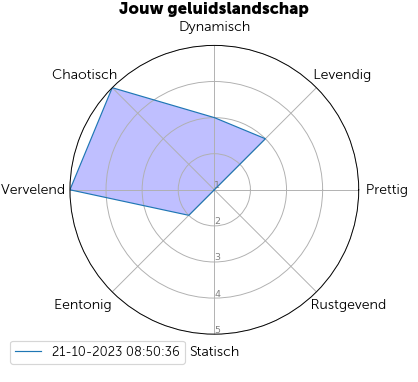 Jouw geluidslandschap
Dynamisch
Chaotisch
Levendig
Vervelend
1
Prettig
2
3
4
Eentonig
Rustgevend
5
21-10-2023 08:50:36
Statisch